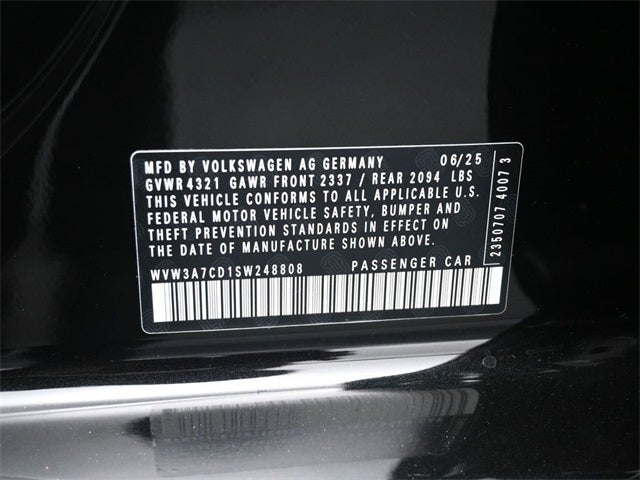 MFD BY VOLKSWAGEN AG GERMANY 06/25
GVWR 4321 GAWR FRONT 2337 / REAR 2094 LBS
THIS VEHICLE CONFORMS TO ALL APPLICABLE U.S.
FEDERAL MOTOR VEHICLE SAFETY, BUMPER AND
THEFT PREVENTION STANDARDS IN EFFECT ON
THE DATE OF MANUFACTURE SHOWN ABOVE.
WVW3A7CD1SW248808 PASSENGER CAR
2350707 4007 3